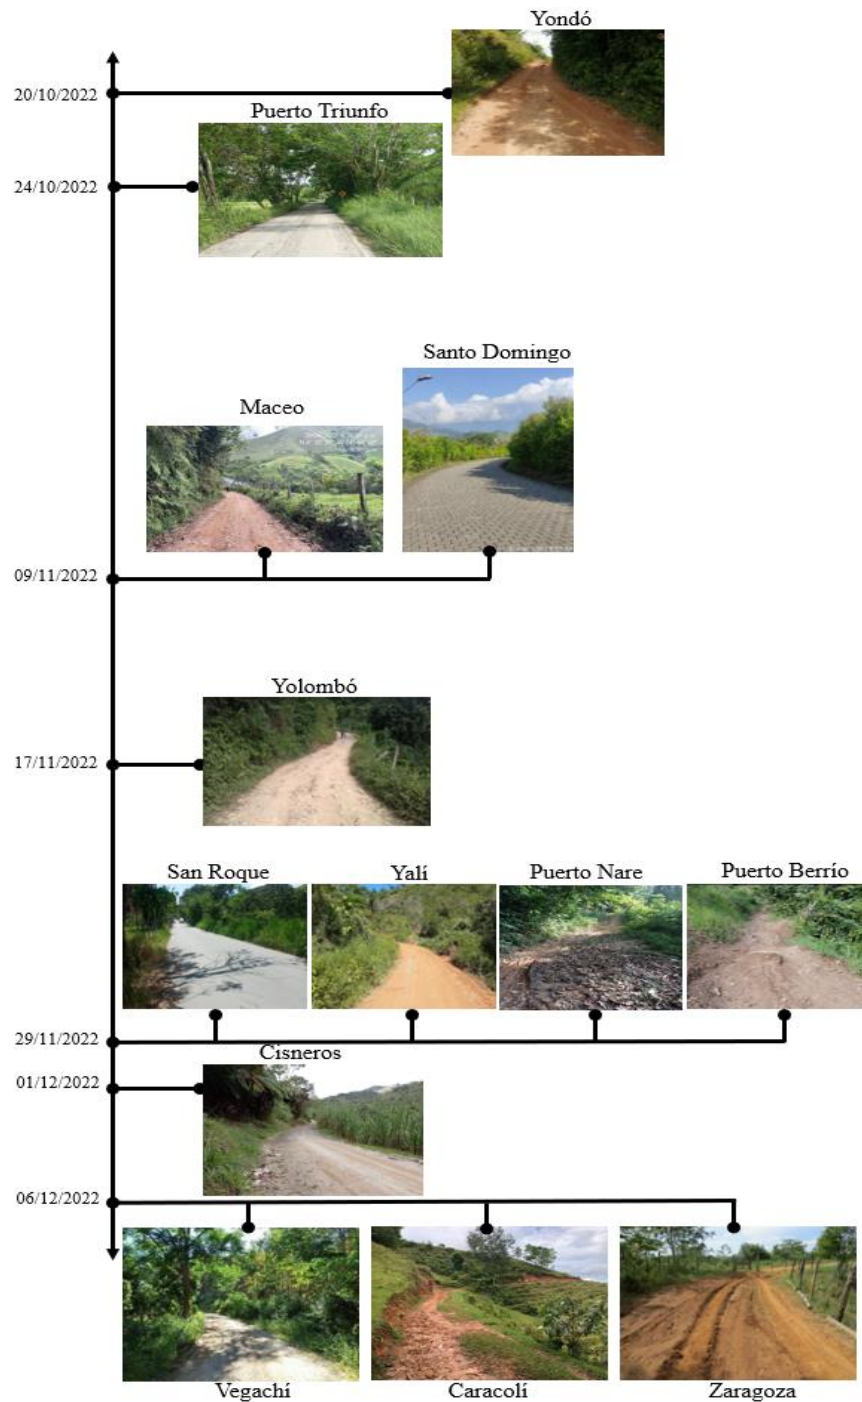 Yondó
20/10/2022
Puerto Triunfo
24/10/2022
Santo Domingo
Maceo
09/11/2022
Yolombó
17/11/2022
San Roque
Yalí
Puerto Nare
Puerto Berrío
29/11/2022
Cisneros
01/12/2022
06/12/2022
Vegachí
Caracolí
Zaragoza